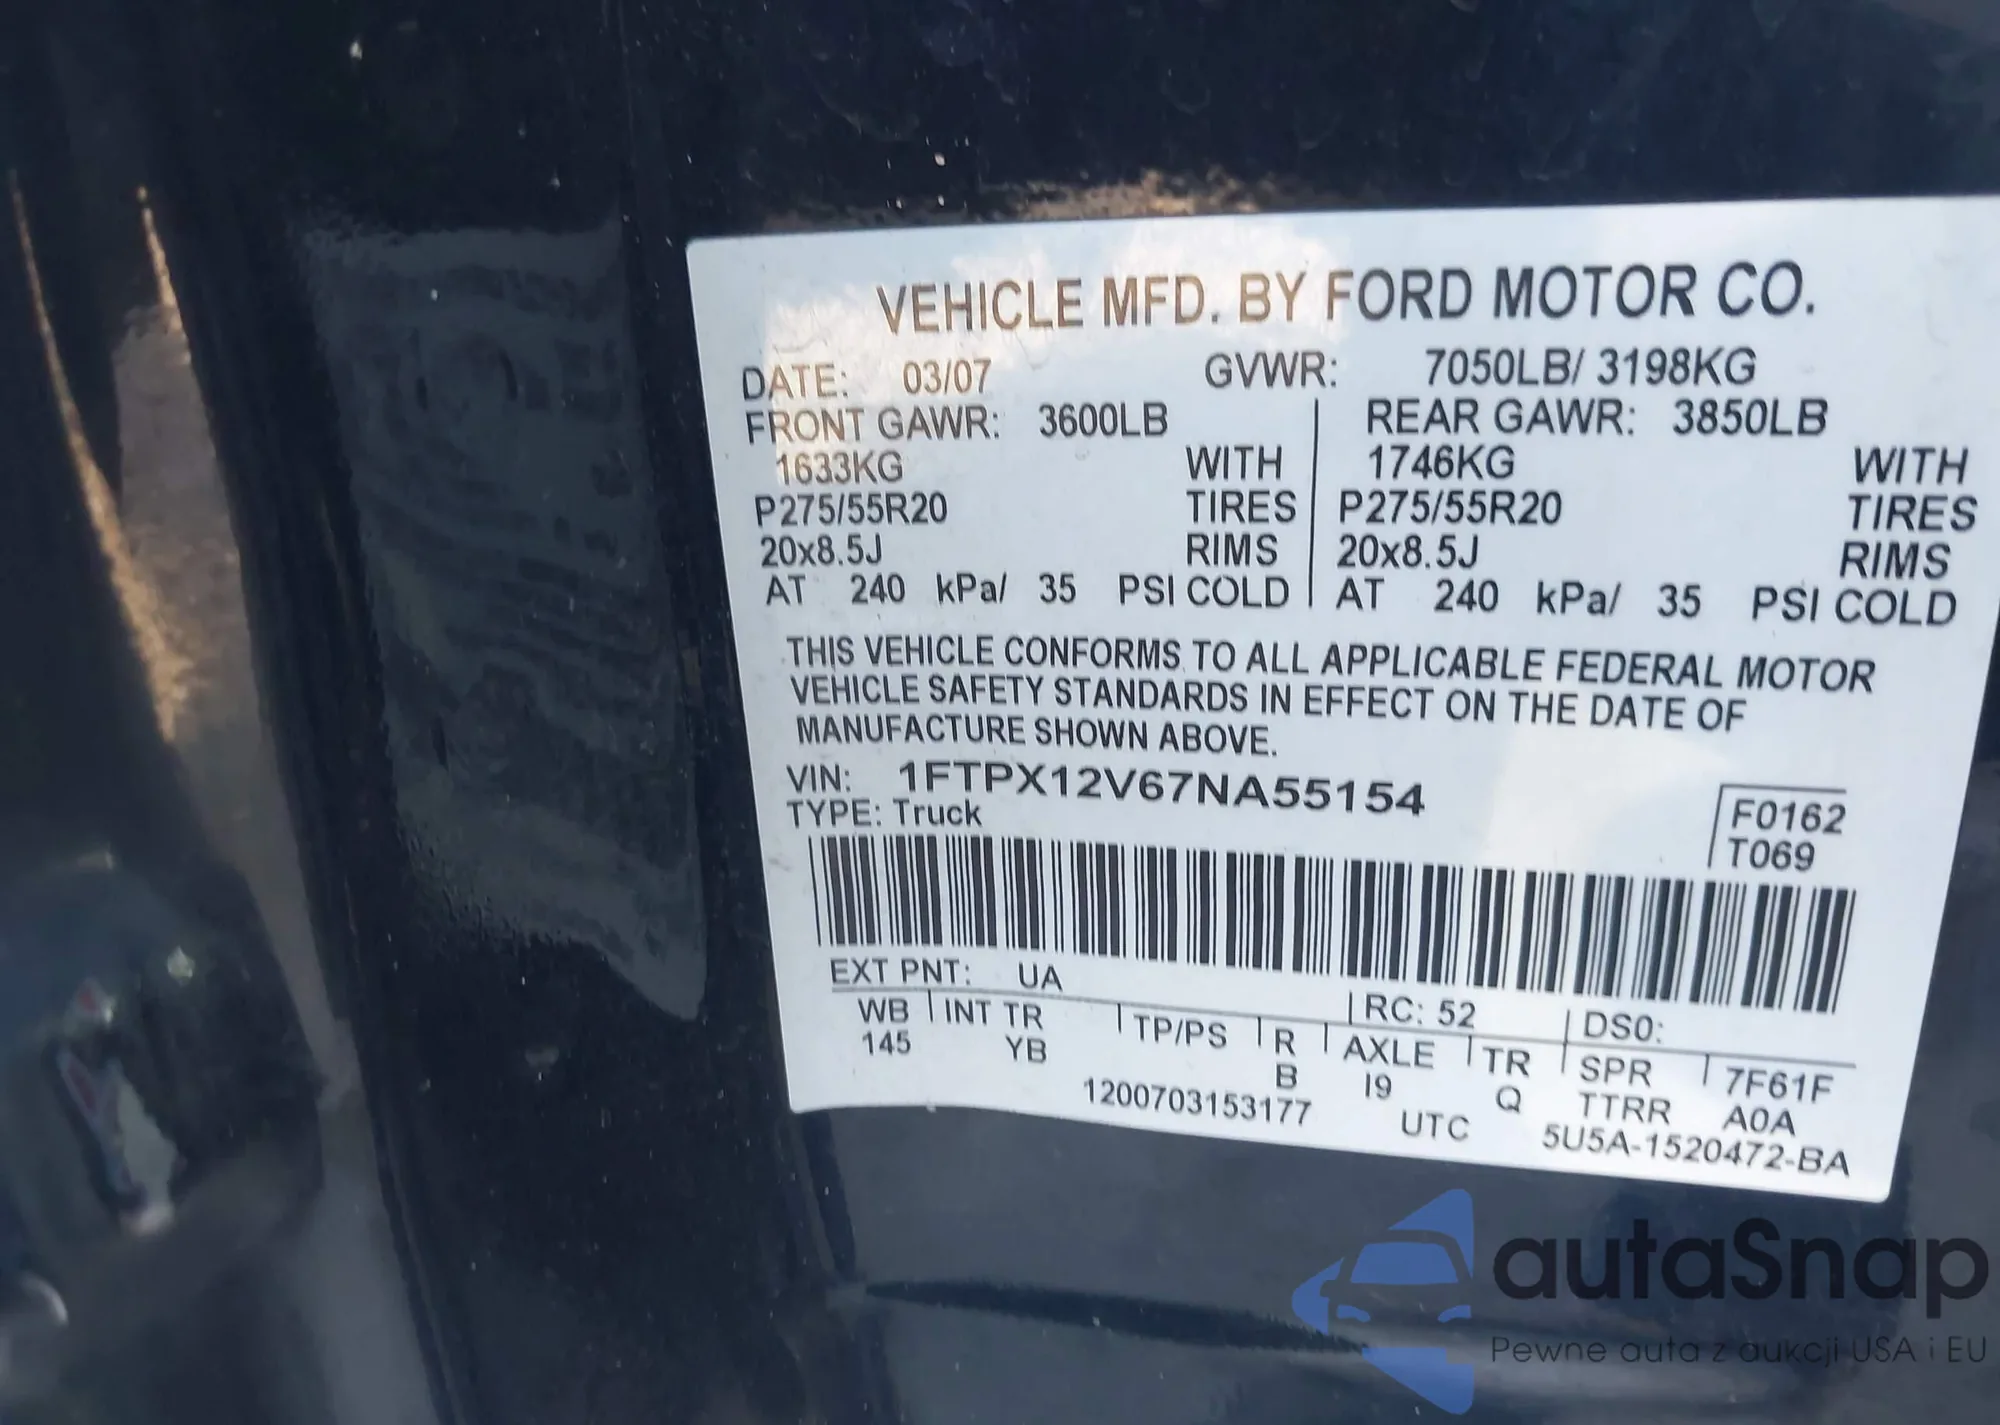 VEHICLE MFD. BY FORD MOTOR CO.
DATE: 03/07 GVWR: 7050LB/ 3198KG
FRONT GAWR: 3600LB REAR GAWR: 3850LB
1633KG WITH 1746KG WITH
P275/55R20 TIRES P275/55R20 TIRES
20x8.5J RIMS 20x8.5J RIMS
AT 240 kPa/ 35 PSI COLD AT 240 kPa/ 35 PSI COLD
THIS VEHICLE CONFORMS TO ALL APPLICABLE FEDERAL MOTOR
VEHICLE SAFETY STANDARDS IN EFFECT ON THE DATE OF
MANUFACTURE SHOWN ABOVE.
VIN: 1FTPX12V67NA55154
TYPE: Truck
F0162
T069
EXT PNT: UA RC: 52 DS0:
WB INT TR TP/PS R AXLE TR SPR 7F61F
145 YB B I9 Q TTRR A0A
1200703153177 UTC 5U5A-1520472-BA
autaSnap
Pewne auta z aukcji USA i EU